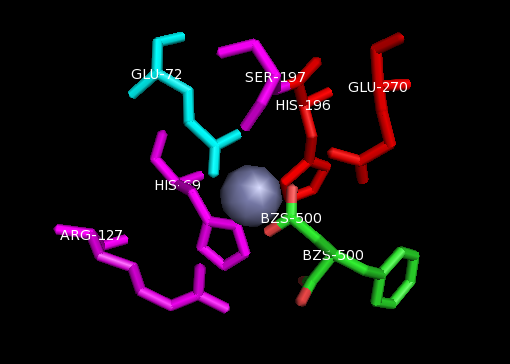 GLU-72
SER-197
GLU-270
HIS-196
HIS-69
BZS-500
ARG-127
BZS-500